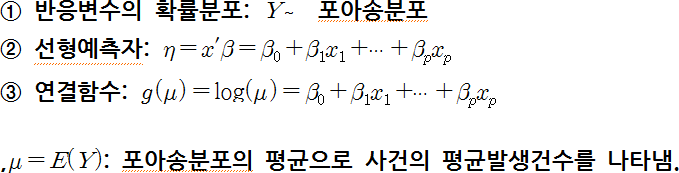 ① 반응변수의 확률분포: Y~ 포아송분포
② 선형예측자: η = x′β = β₀ + β₁x₁ + ⋯ + βₚxₚ
③ 연결함수: g(μ) = log(μ) = β₀ + β₁x₁ + ⋯ + βₚxₚ
, μ = E(Y): 포아송분포의 평균으로 사건의 평균발생건수를 나타냄.